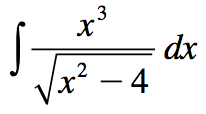 ∫ x³ / √(x² − 4) dx